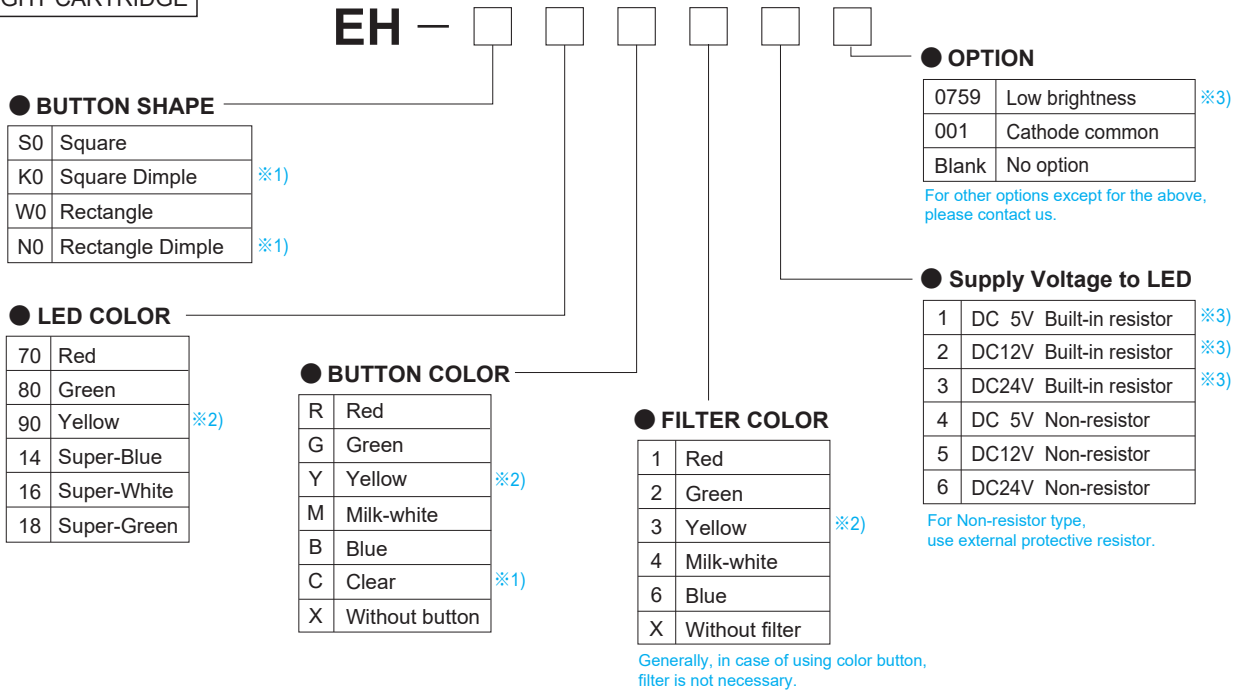 LIGHT CARTRIDGE
EH –
● BUTTON SHAPE
S0 Square
K0 Square Dimple ※1)
W0 Rectangle
N0 Rectangle Dimple ※1)
● LED COLOR
70 Red
80 Green
90 Yellow ※2)
14 Super-Blue
16 Super-White
18 Super-Green
● BUTTON COLOR
R Red
G Green
Y Yellow ※2)
M Milk-white
B Blue
C Clear ※1)
X Without button
● FILTER COLOR
1 Red
2 Green
3 Yellow ※2)
4 Milk-white
6 Blue
X Without filter
Generally, in case of using color button,
filter is not necessary.
● OPTION
0759 Low brightness ※3)
001 Cathode common
Blank No option
For other options except for the above,
please contact us.
● Supply Voltage to LED
1 DC 5V Built-in resistor ※3)
2 DC12V Built-in resistor ※3)
3 DC24V Built-in resistor ※3)
4 DC 5V Non-resistor
5 DC12V Non-resistor
6 DC24V Non-resistor
For Non-resistor type,
use external protective resistor.